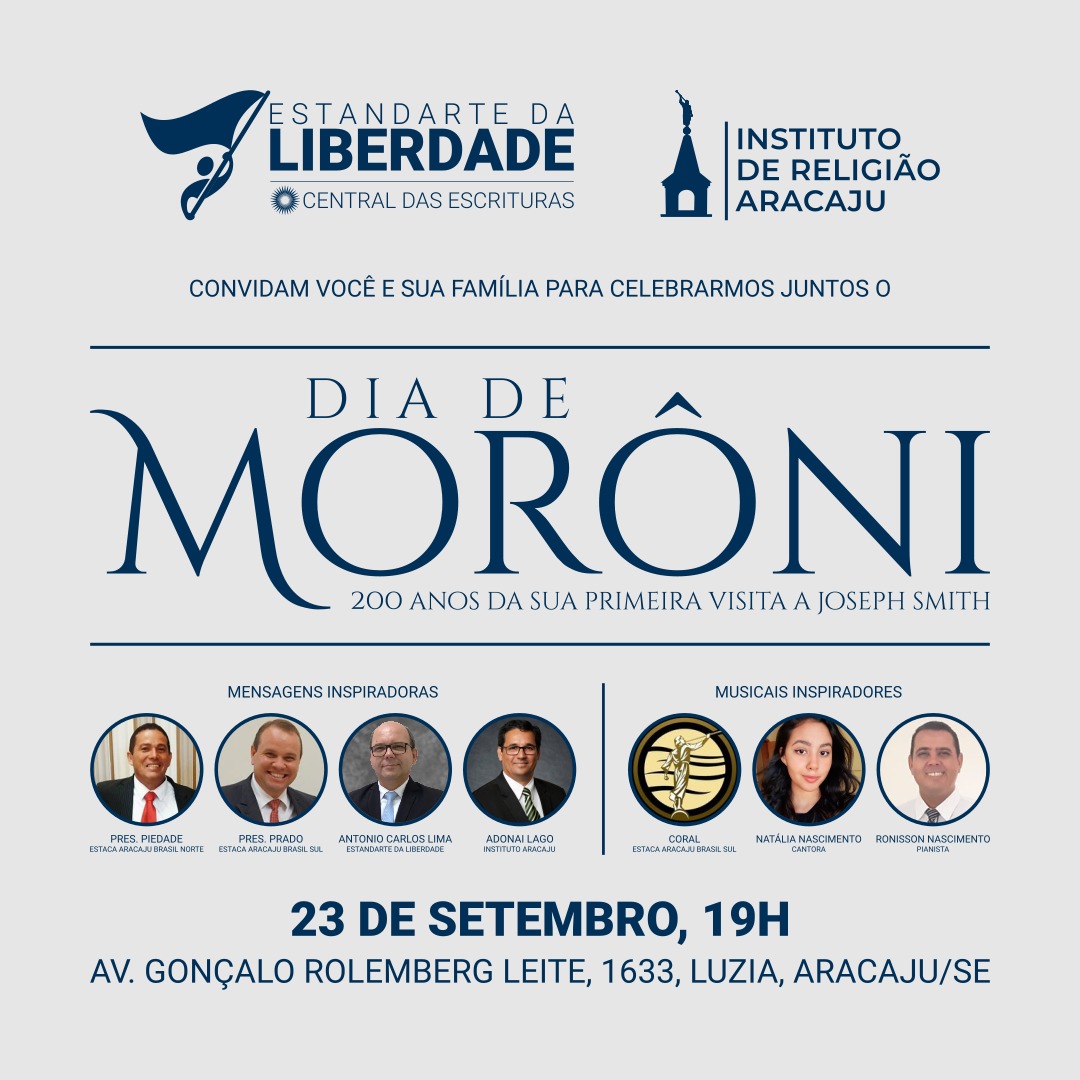 ESTANDARTE DA
LIBERDADE
CENTRAL DAS ESCRITURAS
INSTITUTO
DE RELIGIÃO
ARACAJU
CONVIDAM VOCÊ E SUA FAMÍLIA PARA CELEBRARMOS JUNTOS O
DIA DE
MORÔNI
200 ANOS DA SUA PRIMEIRA VISITA A JOSEPH SMITH
MENSAGENS INSPIRADORAS
PRES. PIEDADE
ESTACA ARACAJU BRASIL NORTE
PRES. PRADO
ESTACA ARACAJU BRASIL SUL
ANTONIO CARLOS LIMA
ESTANDARTE DA LIBERDADE
ADONAI LAGO
INSTITUTO ARACAJU
MUSICAIS INSPIRADORES
CORAL
ESTACA ARACAJU BRASIL SUL
NATÁLIA NASCIMENTO
CANTORA
RONISSON NASCIMENTO
PIANISTA
23 DE SETEMBRO, 19H
AV. GONÇALO ROLEMBERG LEITE, 1633, LUZIA, ARACAJU/SE